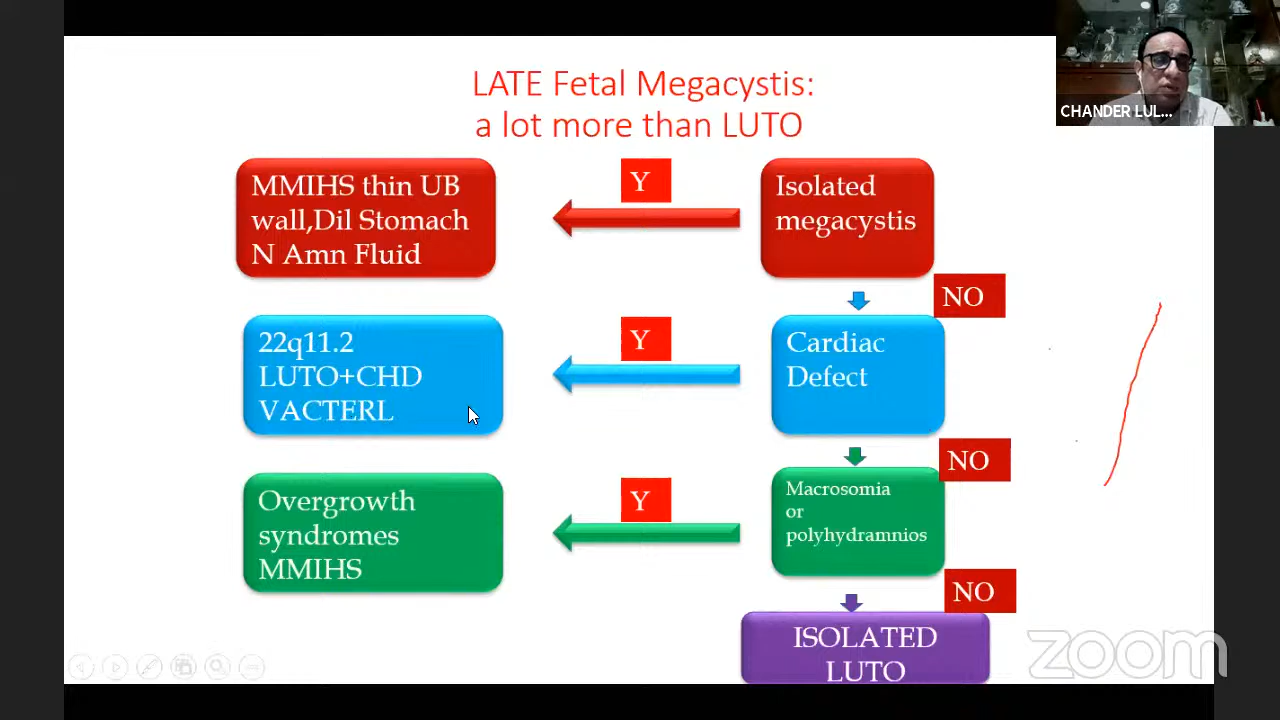 LATE Fetal Megacystis:
a lot more than LUTO
CHANDER LUL...
MMIHS thin UB
wall,Dil Stomach
N Amn Fluid
Y
Isolated
megacystis
NO
22q11.2
LUTO+CHD
VACTERL
Y
Cardiac
Defect
NO
Overgrowth
syndromes
MMIHS
Y
Macrosomia
or
polyhydramnios
NO
ISOLATED
LUTO
zoom